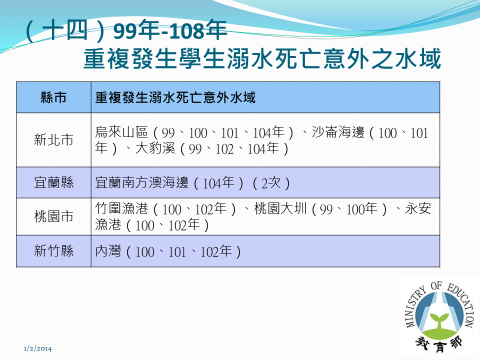 （十四）99年-108年
重複發生學生溺水死亡意外之水域
縣市 重複發生溺水死亡意外水域
新北市 烏來山區（99、100、101、104年）、沙崙海邊（100、101
年）、大豹溪（99、102、104年）
宜蘭縣 宜蘭南方澳海邊（104年）（2次）
桃園市 竹圍漁港（100、102年）、桃園大圳（99、100年）、永安
漁港（100、102年）
新竹縣 內灣（100、101、102年）
MINISTRY OF EDUCATION
教育部
1/2/2014